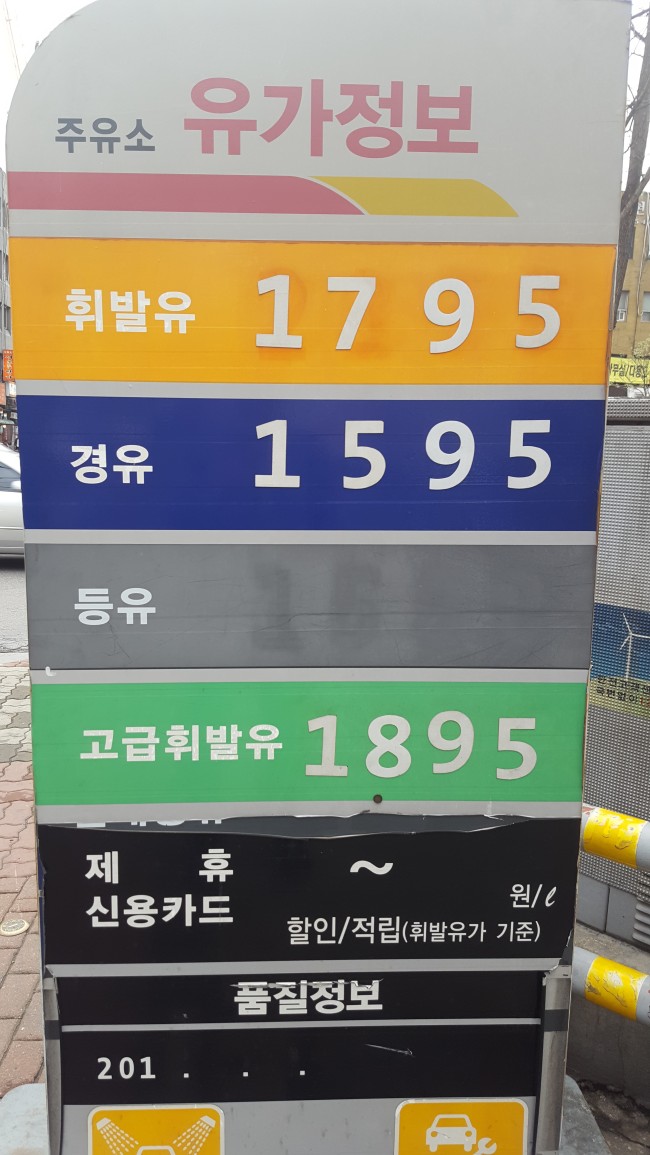 주유소 유가정보
휘발유 1795
경유 1595
등유
고급휘발유 1895
제 휴 ~
신용카드 원/ℓ
할인/적립(휘발유가 기준)
품질정보
201 . . .